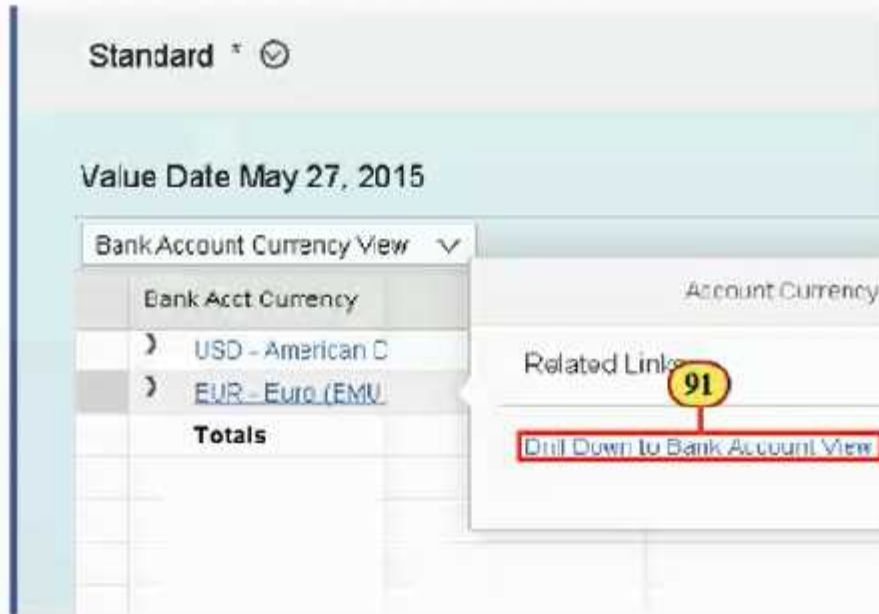 Standard *
Value Date May 27, 2015
Bank Account Currency View
Bank Acct Currency
USD - American D
EUR - Euro (EMU
Totals
Account Currency
Related Links
91
Drill Down to Bank Account View